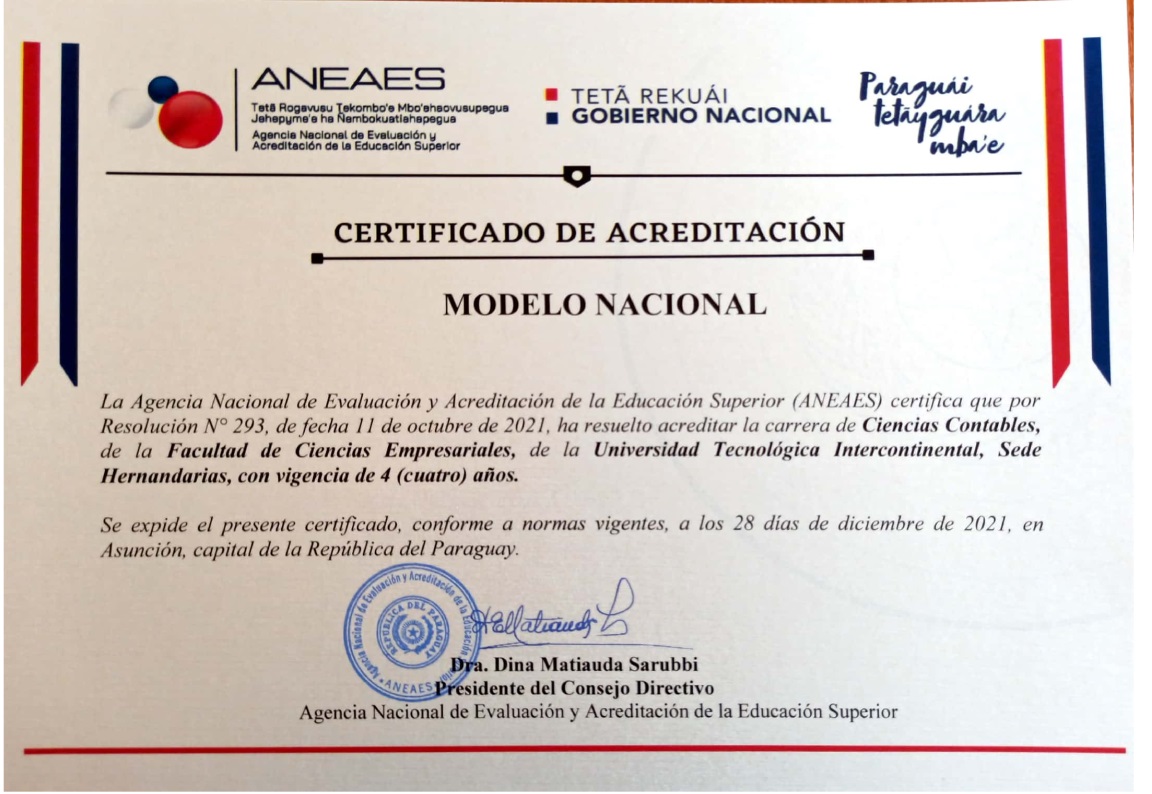 ANEAES
Tetã Rogavusu Tekombo'e Mbo'ehaovusupegua
Jehepyme'ẽ ha Ñembokuatiahapegua
Agencia Nacional de Evaluación y
Acreditación de la Educación Superior
TETÃ REKUÁI
GOBIERNO NACIONAL
Paraguái
tetãyguára
mba'e
CERTIFICADO DE ACREDITACIÓN
MODELO NACIONAL
La Agencia Nacional de Evaluación y Acreditación de la Educación Superior (ANEAES) certifica que por
Resolución N° 293, de fecha 11 de octubre de 2021, ha resuelto acreditar la carrera de Ciencias Contables,
de la Facultad de Ciencias Empresariales, de la Universidad Tecnológica Intercontinental, Sede
Hernandarias, con vigencia de 4 (cuatro) años.
Se expide el presente certificado, conforme a normas vigentes, a los 28 días de diciembre de 2021, en
Asunción, capital de la República del Paraguay.
Agencia Nacional de Evaluación y Acreditación de la Educación Superior
REPUBLICA DEL PARAGUAY
ANEAES
Dra. Dina Matiauda Sarubbi
Presidente del Consejo Directivo
Agencia Nacional de Evaluación y Acreditación de la Educación Superior